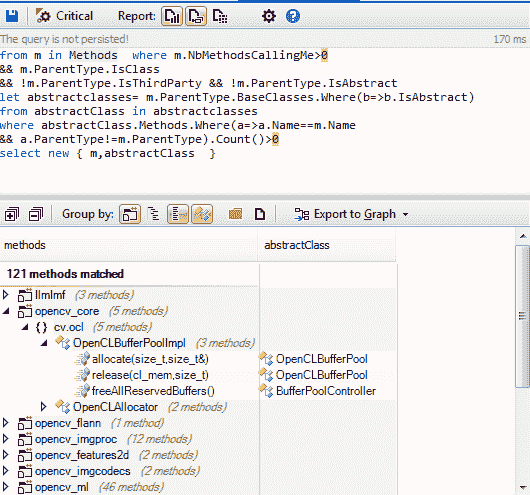 Critical Report:
The query is not persisted! 170 ms
from m in Methods where m.NbMethodsCallingMe>0
&& m.ParentType.IsClass
&& !m.ParentType.IsThirdParty && !m.ParentType.IsAbstract
let abstractclasses= m.ParentType.BaseClasses.Where(b=>b.IsAbstract)
from abstractClass in abstractclasses
where abstractClass.Methods.Where(a=>a.Name==m.Name
&& a.ParentType!=m.ParentType).Count()>0
select new { m,abstractClass }
Group by: Export to Graph
methods abstractClass
121 methods matched
llmlmf (3 methods)
opencv_core (5 methods)
{} cv.ocl (5 methods)
OpenCLBufferPoolImpl (3 methods)
allocate(size_t,size_t&) OpenCLBufferPool
release(cl_mem,size_t) OpenCLBufferPool
freeAllReservedBuffers() BufferPoolController
OpenCLAllocator (2 methods)
opencv_flann (1 method)
opencv_imgproc (12 methods)
opencv_features2d (2 methods)
opencv_imgcodecs (2 methods)
opencv_ml (46 methods)